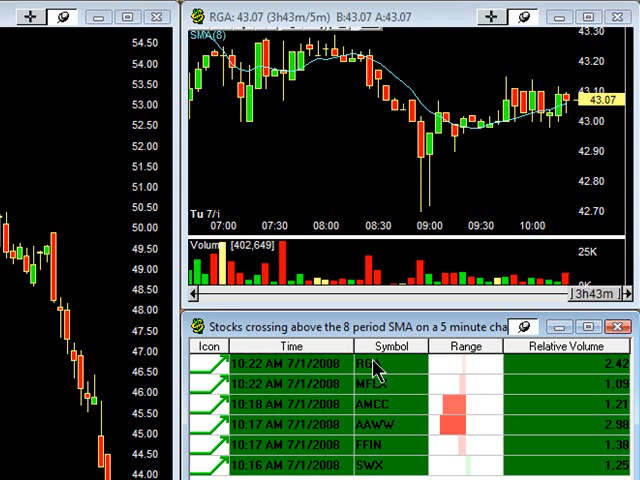 RGA: 43.07 (3h43m/5m) B:43.07 A:43.07
SMA(8)
54.50
54.00
53.50
53.00
52.50
52.00
51.50
51.00
50.50
50.00
49.50
49.00
48.50
48.00
47.50
47.00
46.50
46.00
45.50
45.00
44.50
44.00
43.30
43.20
43.10
43.07
43.00
42.90
42.80
42.70
Tu 7/
07:00 07:30 08:00 08:30 09:00 09:30 10:00
Volume [402,649]
25K
0K
3h43m
Stocks crossing above the 8 period SMA on a 5 minute cha
Icon Time Symbol Range Relative Volume
10:22 AM 7/1/2008 RGA 2.42
10:22 AM 7/1/2008 1.09
10:18 AM 7/1/2008 AMCC 1.21
10:17 AM 7/1/2008 AAWW 2.98
10:17 AM 7/1/2008 FFIN 1.38
10:16 AM 7/1/2008 SWX 1.25